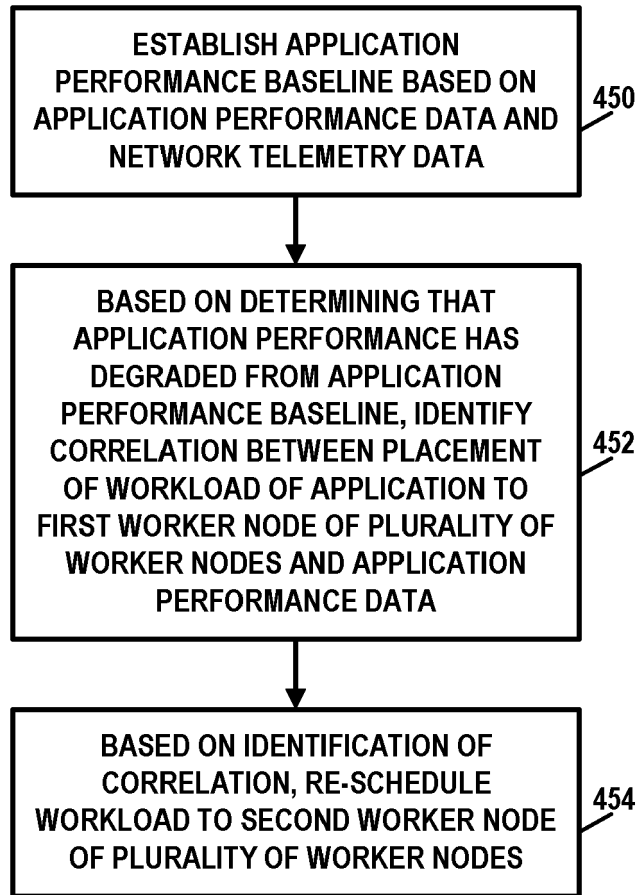 ESTABLISH APPLICATION
PERFORMANCE BASELINE BASED ON
APPLICATION PERFORMANCE DATA AND
NETWORK TELEMETRY DATA
450
BASED ON DETERMINING THAT
APPLICATION PERFORMANCE HAS
DEGRADED FROM APPLICATION
PERFORMANCE BASELINE, IDENTIFY
CORRELATION BETWEEN PLACEMENT
OF WORKLOAD OF APPLICATION TO
FIRST WORKER NODE OF PLURALITY OF
WORKER NODES AND APPLICATION
PERFORMANCE DATA
452
BASED ON IDENTIFICATION OF
CORRELATION, RE-SCHEDULE
WORKLOAD TO SECOND WORKER NODE
OF PLURALITY OF WORKER NODES
454